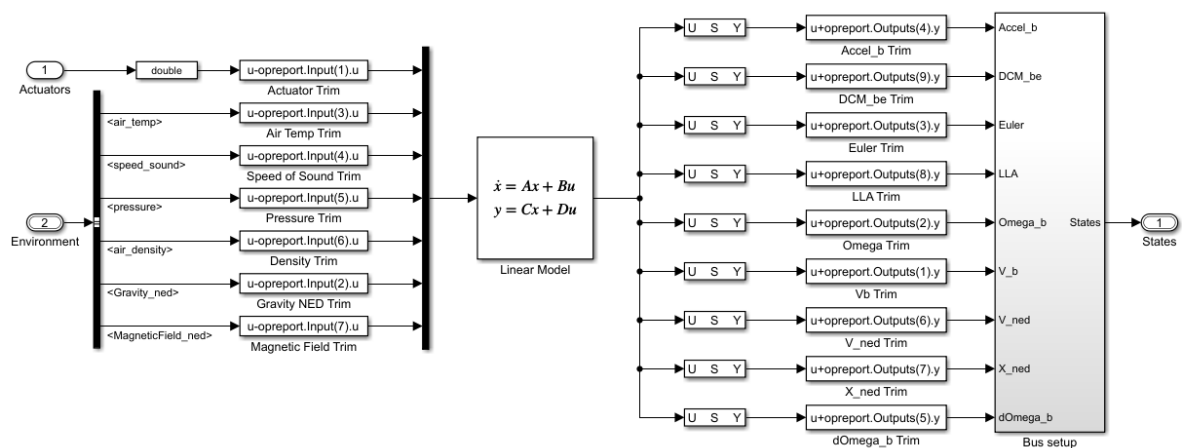 1
Actuators
double
u-opreport.Input(1).u
Actuator Trim
2
Environment
<air_temp>
u-opreport.Input(3).u
Air Temp Trim
<speed_sound>
u-opreport.Input(4).u
Speed of Sound Trim
<pressure>
u-opreport.Input(5).u
Pressure Trim
<air_density>
u-opreport.Input(6).u
Density Trim
<Gravity_ned>
u-opreport.Input(2).u
Gravity NED Trim
<MagneticField_ned>
u-opreport.Input(7).u
Magnetic Field Trim
ẋ = Ax + Bu
y = Cx + Du
Linear Model
U S Y
u+opreport.Outputs(4).y
Accel_b Trim
Accel_b
U S Y
u+opreport.Outputs(9).y
DCM_be Trim
DCM_be
U S Y
u+opreport.Outputs(3).y
Euler Trim
Euler
U S Y
u+opreport.Outputs(8).y
LLA Trim
LLA
U S Y
u+opreport.Outputs(2).y
Omega Trim
Omega_b
U S Y
u+opreport.Outputs(1).y
Vb Trim
V_b
U S Y
u+opreport.Outputs(6).y
V_ned Trim
V_ned
U S Y
u+opreport.Outputs(7).y
X_ned Trim
X_ned
U S Y
u+opreport.Outputs(5).y
dOmega_b Trim
dOmega_b
States
Bus setup
1
States